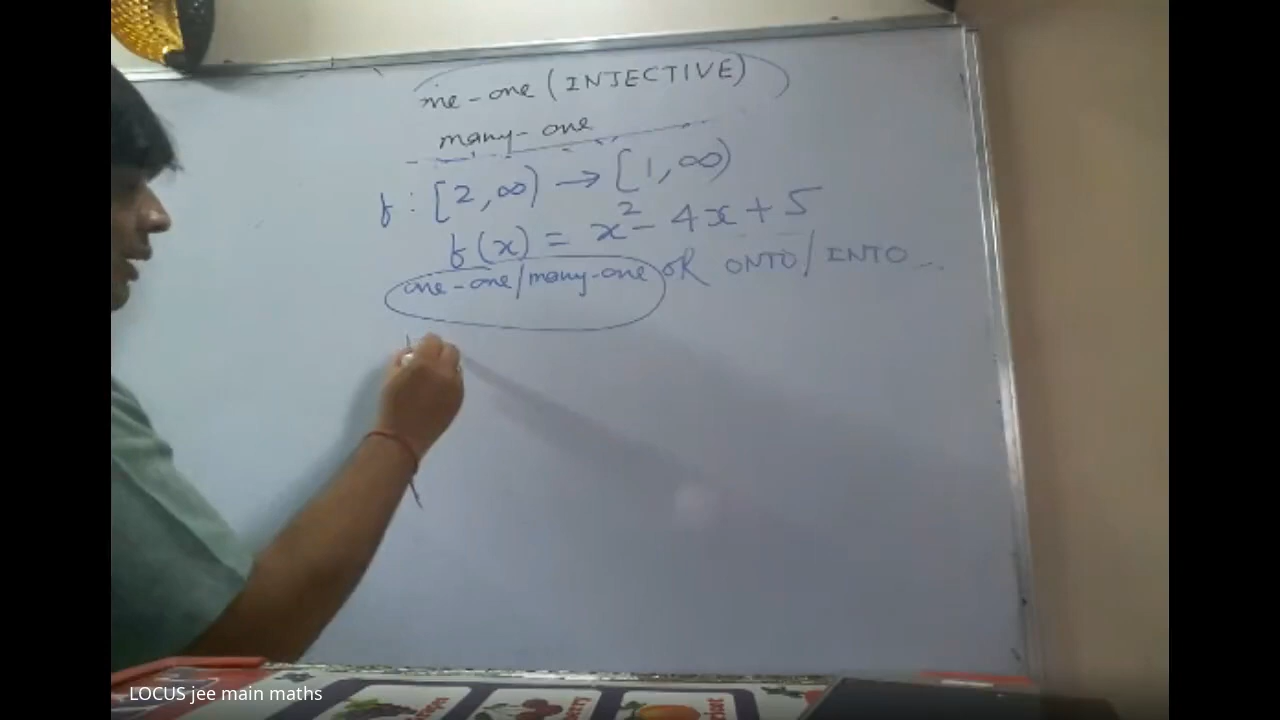 one-one (INJECTIVE)
many-one
f : [2,∞) → [1,∞)
f(x) = x² - 4x + 5
one-one/many-one OR ONTO/INTO..
LOCUS jee main maths